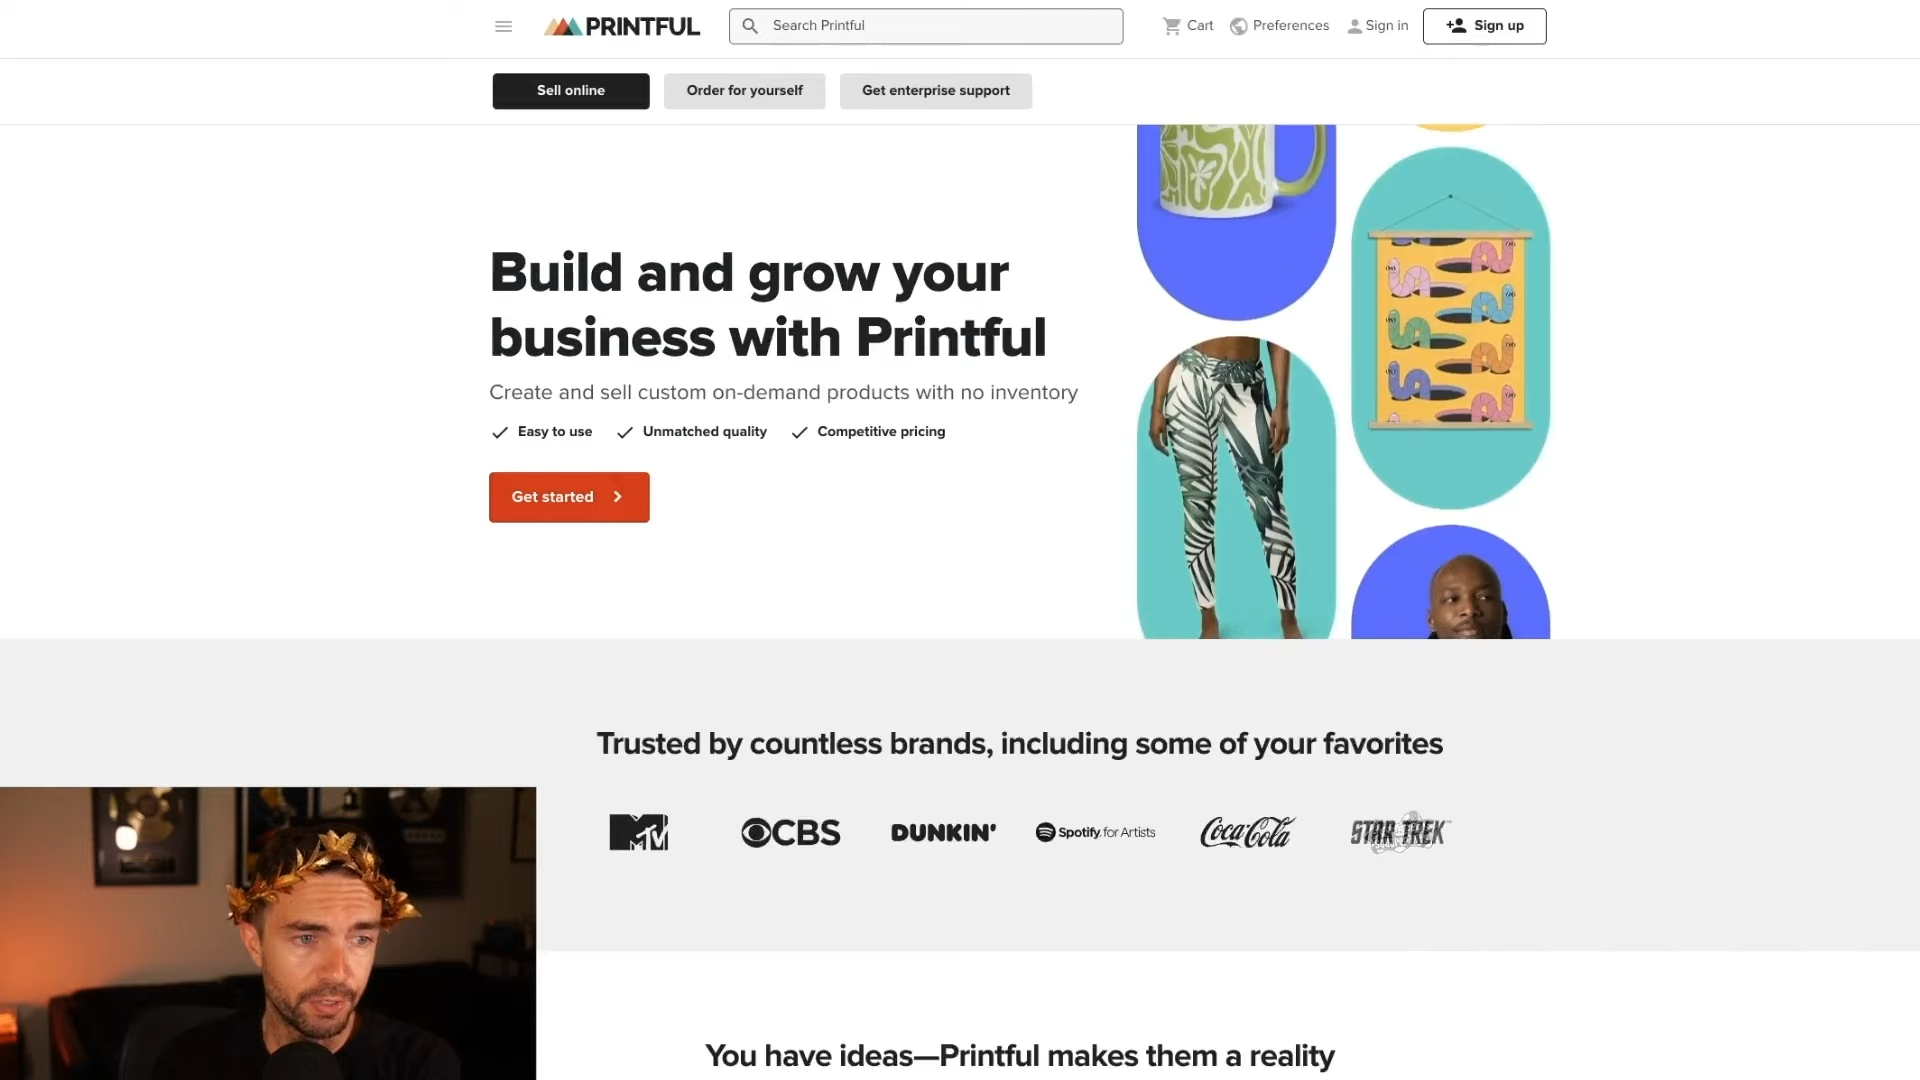 PRINTFUL
Search Printful
Cart
Preferences
Sign in
Sign up
Sell online
Order for yourself
Get enterprise support
Build and grow your
business with Printful
Create and sell custom on-demand products with no inventory
Easy to use
Unmatched quality
Competitive pricing
Get started
Trusted by countless brands, including some of your favorites
MTV
CBS
DUNKIN'
Spotify for Artists
Coca-Cola
STAR TREK
You have ideas—Printful makes them a reality